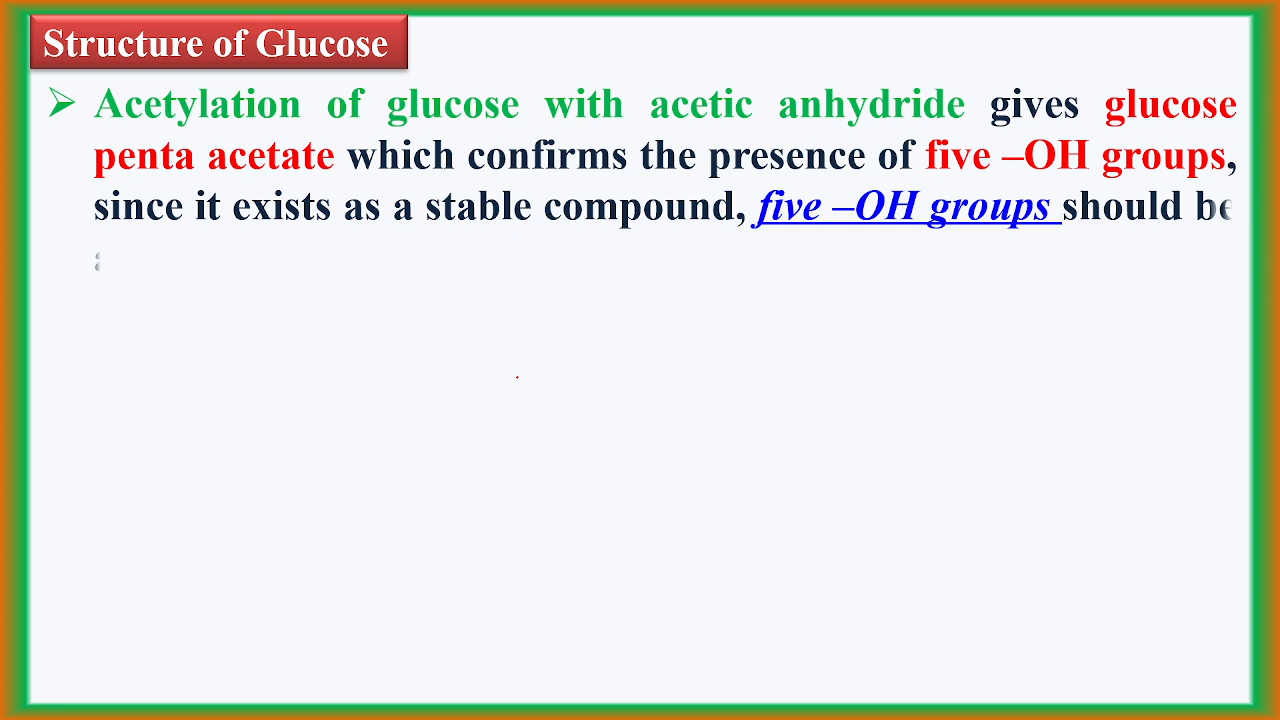 Structure of Glucose
➢ Acetylation of glucose with acetic anhydride gives glucose
penta acetate which confirms the presence of five –OH groups,
since it exists as a stable compound, five –OH groups should be